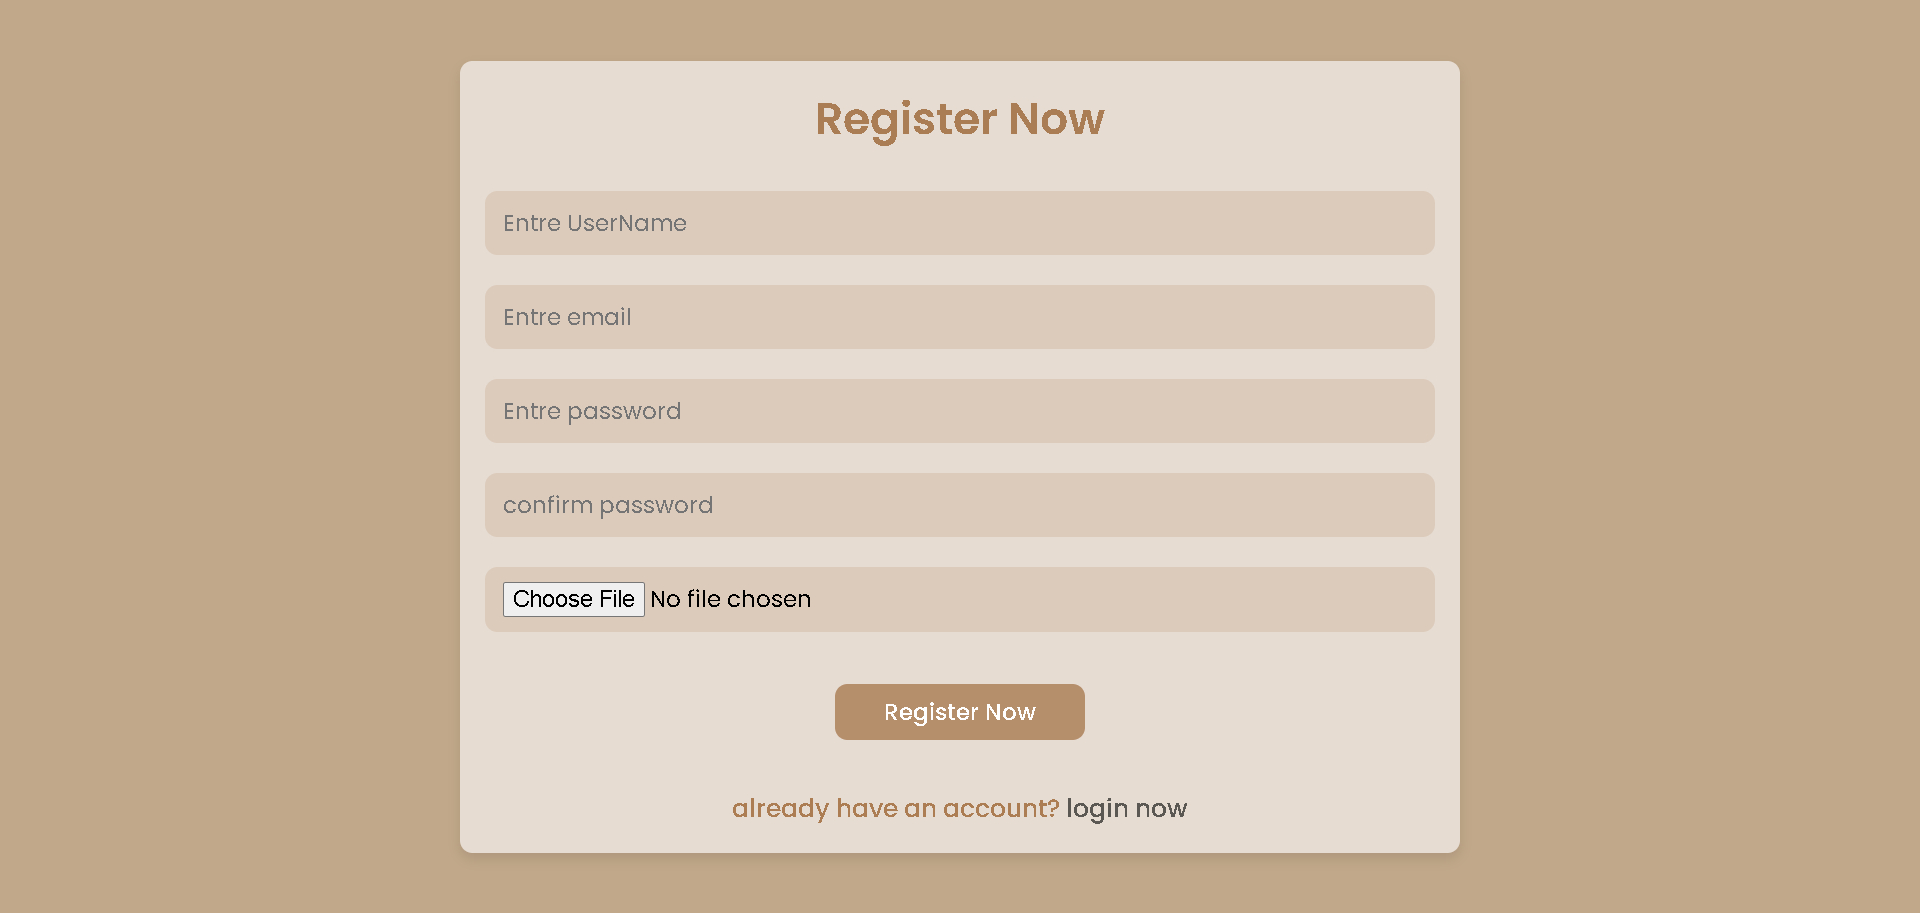 Register Now
Entre UserName
Entre email
Entre password
confirm password
Choose File No file chosen
Register Now
already have an account? login now